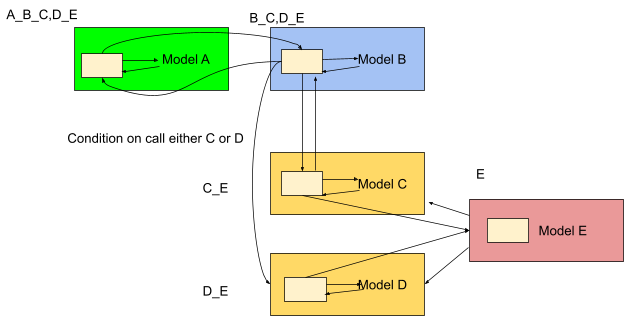 A_B_C,D_E
B_C,D_E
Model A
Model B
Condition on call either C or D
Model C
E
C_E
Model E
Model D
D_E